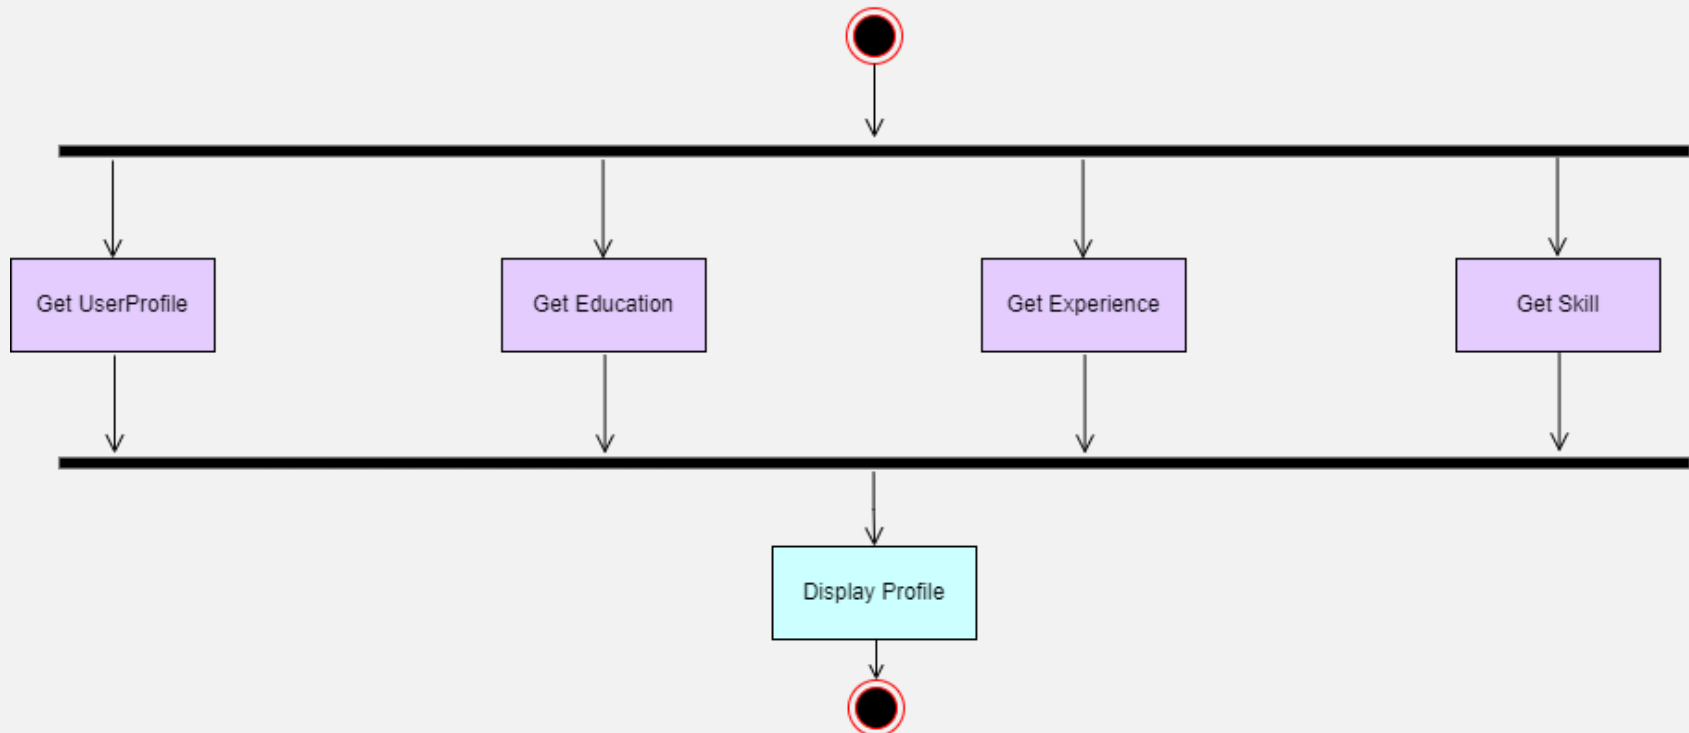 Get UserProfile
Get Education
Get Experience
Get Skill
Display Profile